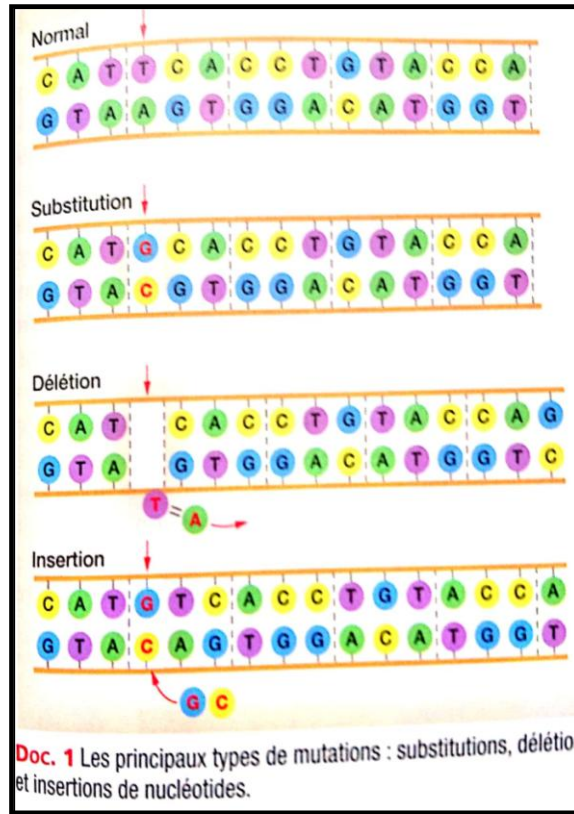 Normal
C A T T C A C C T G T A C C A
G T A A G T G G A C A T G G T
Substitution
C A T G C A C C T G T A C C A
G T A C G T G G A C A T G G T
Délétion
C A T C A C C T G T A C C A G
G T A G T G G A C A T G G T C
T = A
Insertion
C A T G T C A C C T G T A C C A
G T A C A G T G G A C A T G G T
G C
Doc. 1 Les principaux types de mutations : substitutions, délétio
et insertions de nucléotides.